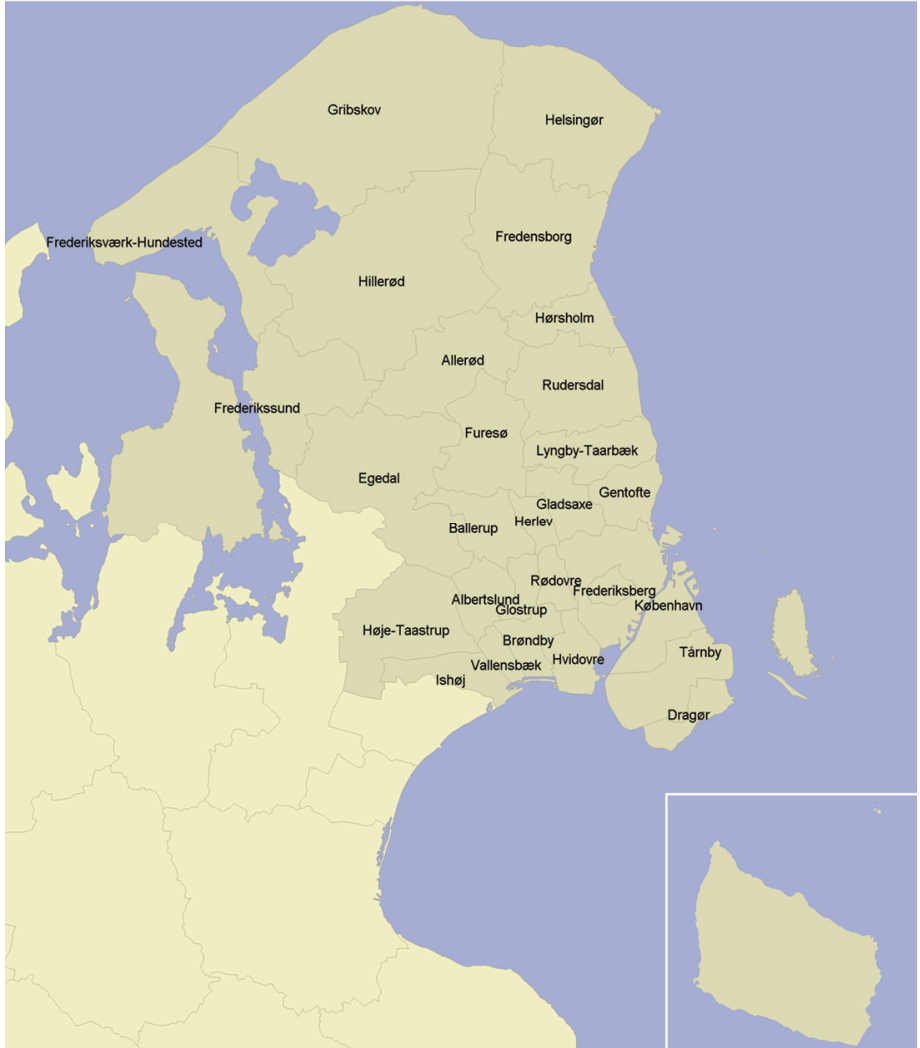 Gribskov
Helsingør
Fredensborg
Frederiksværk-Hundested
Hillerød
Hørsholm
Allerød
Rudersdal
Frederikssund
Furesø
Lyngby-Taarbæk
Egedal
Gentofte
Gladsaxe
Herlev
Ballerup
Rødovre
Frederiksberg
Albertslund
København
Glostrup
Høje-Taastrup
Brøndby
Tårnby
Hvidovre
Vallensbæk
Ishøj
Dragør